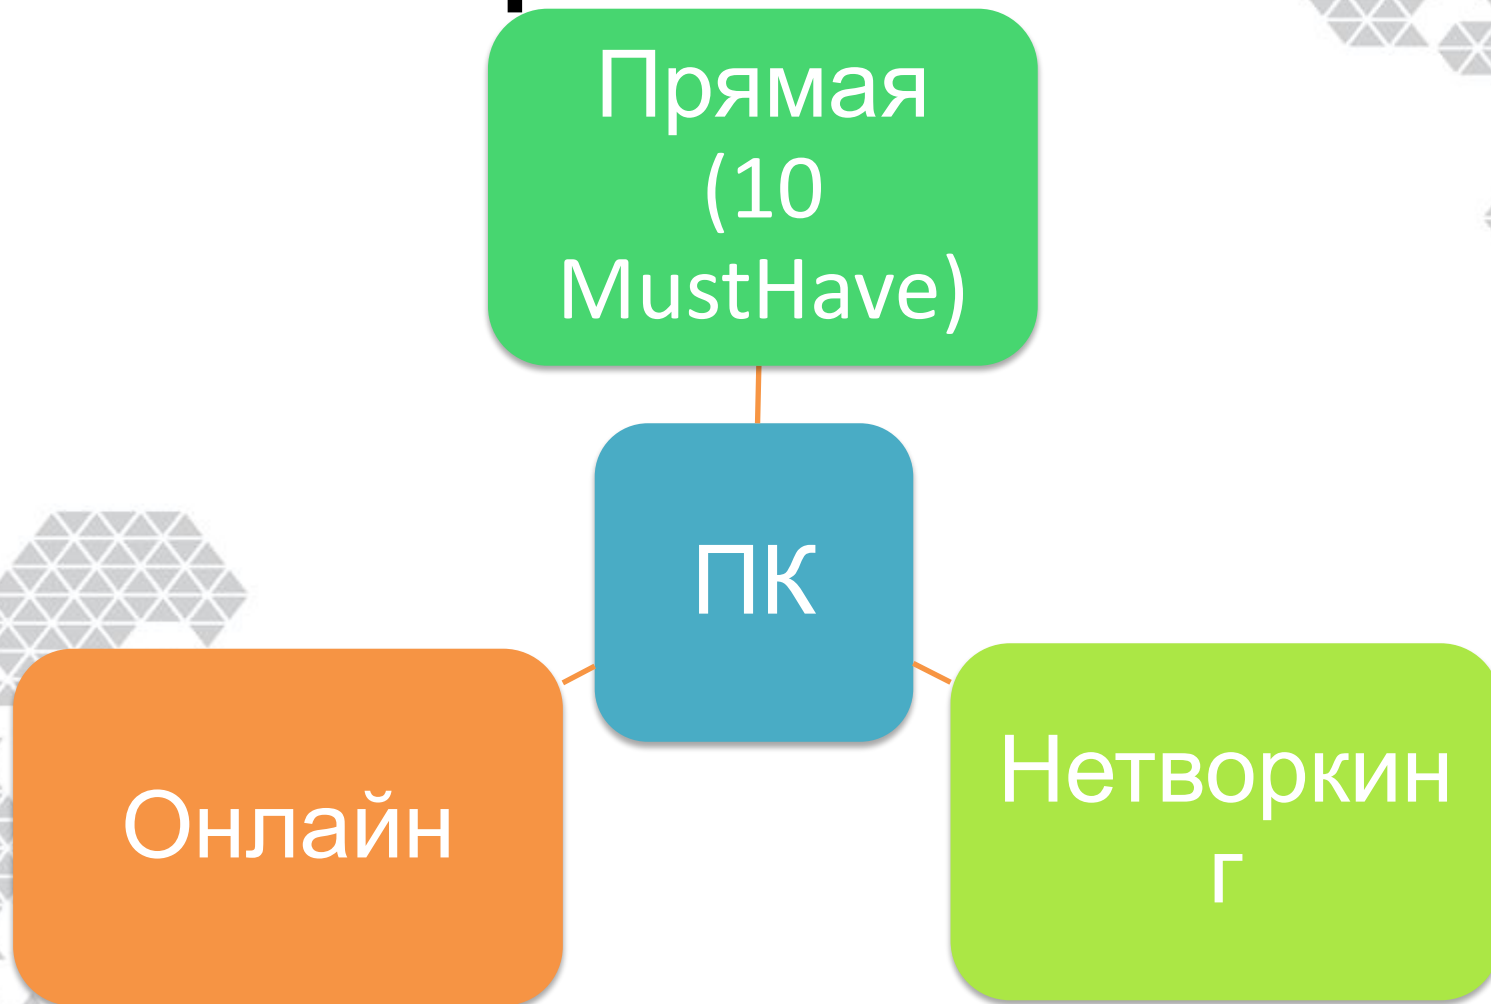 Прямая
(10
MustHave)
ПК
Онлайн
Нетворкин
г